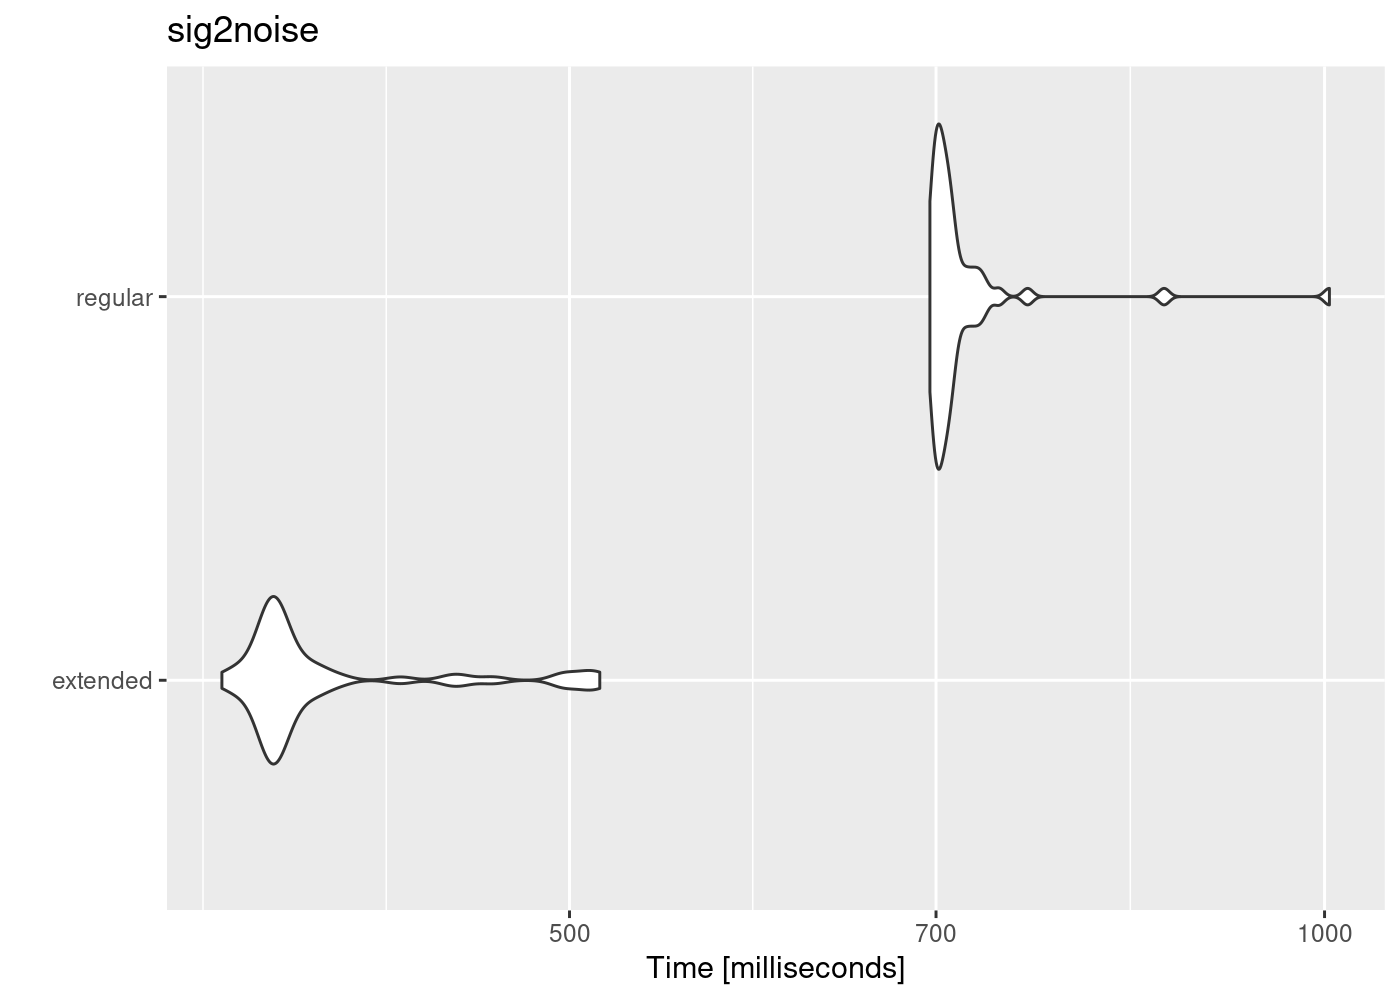 sig2noise
regular
extended
500 700 1000
Time [milliseconds]